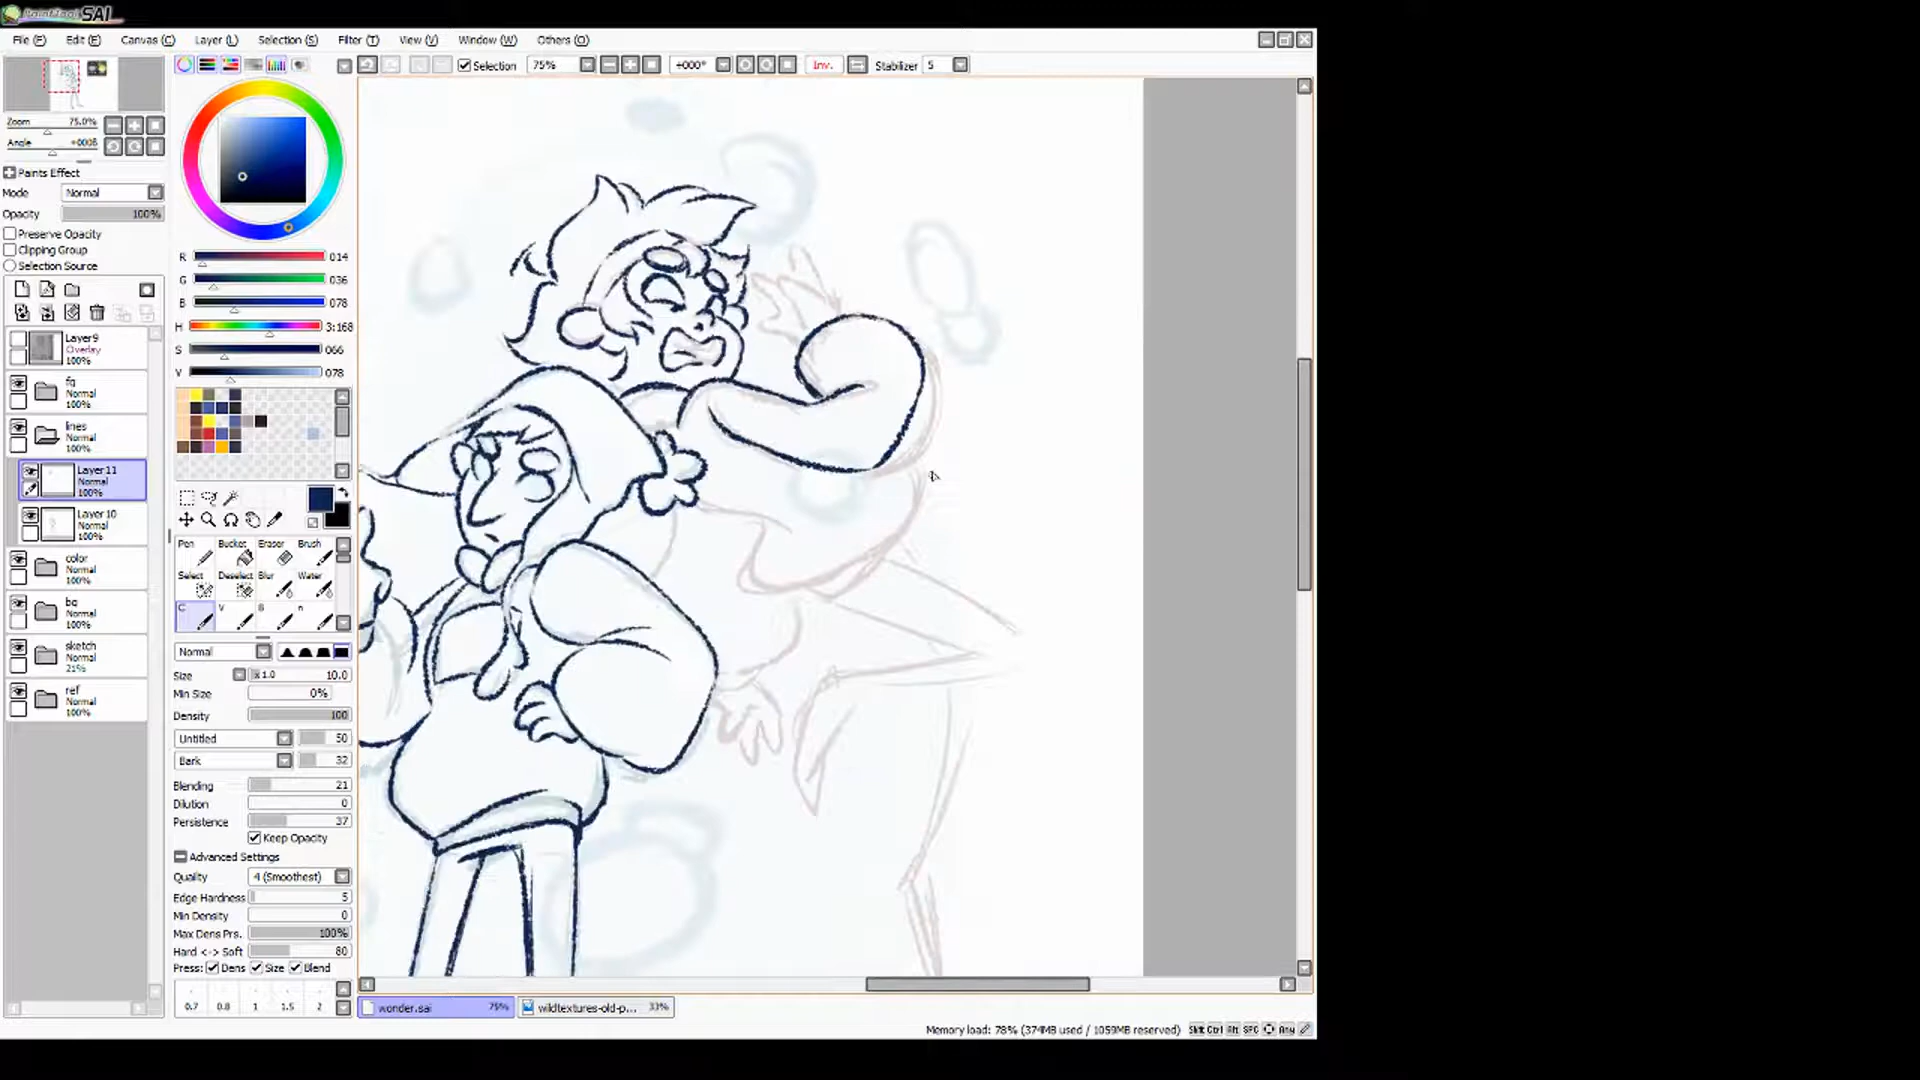 PaintTool SAI
File (F) Edit (E) Canvas (C) Layer (L) Selection (S) Filter (T) View (V) Window (W) Others (O)
Selection 75% +000° Inv. Stabilizer 5
Zoom 75.0%
Angle +000
Paints Effect
Mode Normal
Opacity 100%
Preserve Opacity
Clipping Group
Selection Source
Layer9
Overlay
100%
fg
Normal
100%
lines
Normal
100%
Layer11
Normal
100%
Layer10
Normal
100%
color
Normal
100%
bg
Normal
100%
sketch
Normal
21%
ref
Normal
100%
R 014
G 036
B 078
H 3:168
S 066
V 078
Pen Bucket Eraser Brush
Select Deselect Blur Water
C V B n
Normal
Size x1.0 10.0
Min Size 0%
Density 100
Untitled 50
Bark 32
Blending 21
Dilution 0
Persistence 37
Keep Opacity
Advanced Settings
Quality 4 (Smoothest)
Edge Hardness 5
Min Density 0
Max Dens Prs. 100%
Hard <-> Soft 80
Press: Dens Size Blend
0.7 0.8 1 1.5 2
wonder.sai 75% wildtextures-old-p... 33%
Memory load: 78% (374MB used / 1059MB reserved) Shft Ctrl Alt SPC Any